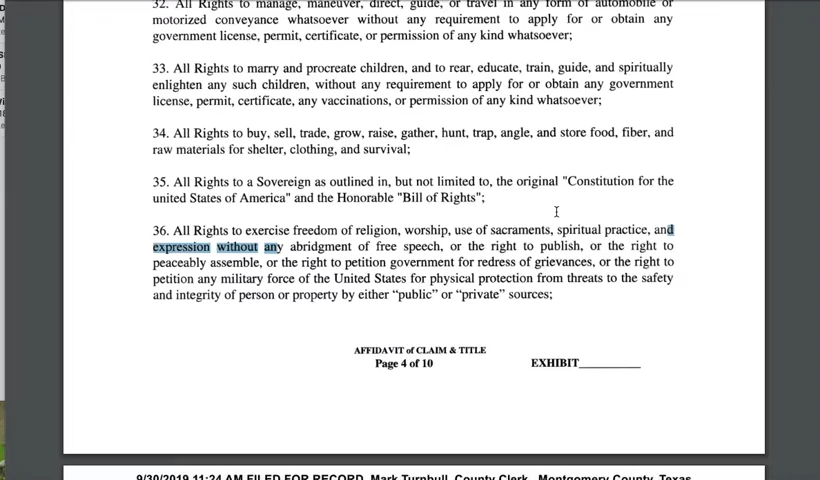 32. All Rights to manage, maneuver, direct, guide, or travel in any form of automobile or
motorized conveyance whatsoever without any requirement to apply for or obtain any
government license, permit, certificate, or permission of any kind whatsoever;
33. All Rights to marry and procreate children, and to rear, educate, train, guide, and spiritually
enlighten any such children, without any requirement to apply for or obtain any government
license, permit, certificate, any vaccinations, or permission of any kind whatsoever;
34. All Rights to buy, sell, trade, grow, raise, gather, hunt, trap, angle, and store food, fiber, and
raw materials for shelter, clothing, and survival;
35. All Rights to a Sovereign as outlined in, but not limited to, the original "Constitution for the
united States of America" and the Honorable "Bill of Rights";
36. All Rights to exercise freedom of religion, worship, use of sacraments, spiritual practice, and
expression without any abridgment of free speech, or the right to publish, or the right to
peaceably assemble, or the right to petition government for redress of grievances, or the right to
petition any military force of the United States for physical protection from threats to the safety
and integrity of person or property by either “public” or “private” sources;
AFFIDAVIT of CLAIM & TITLE
Page 4 of 10 EXHIBIT__________
9/30/2019 11:24 AM FILED FOR RECORD Mark Turnbull, County Clerk, Montgomery County, Texas